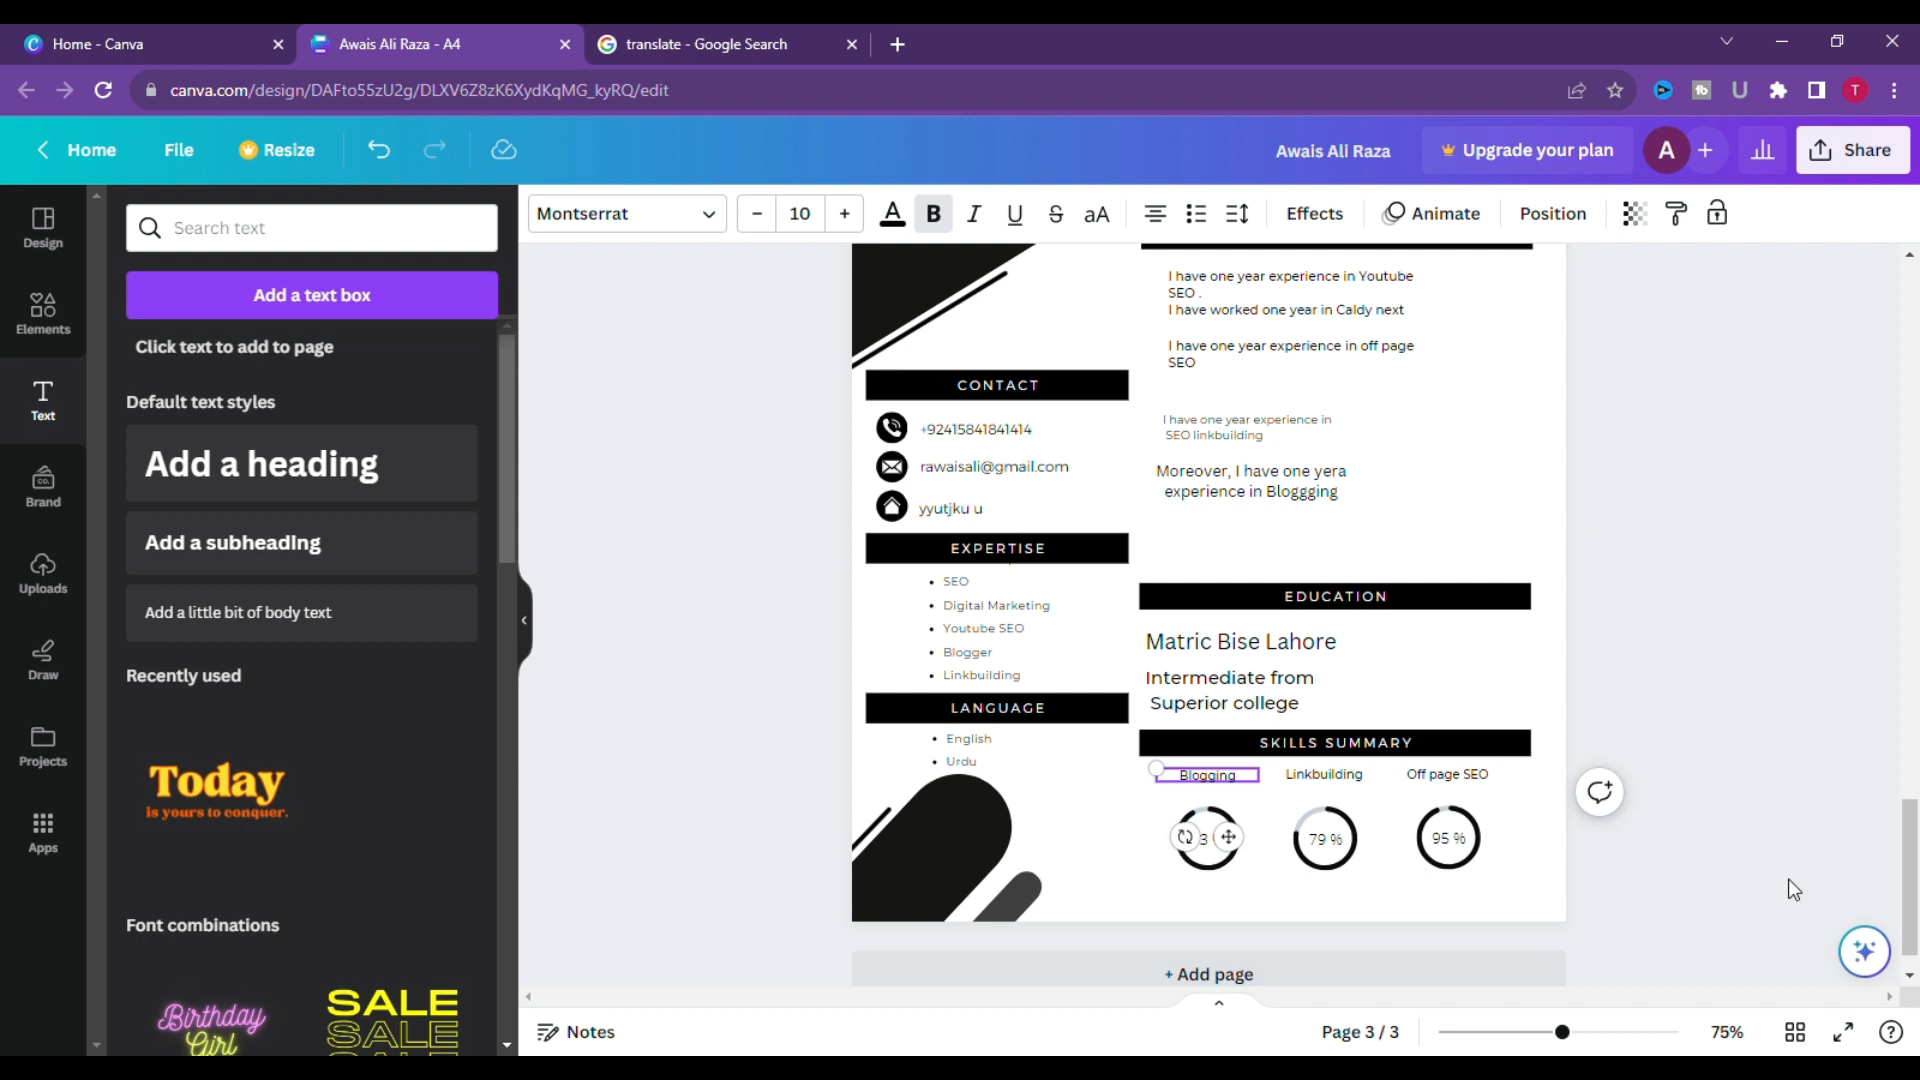 Home - Canva
Awais Ali Raza - A4
translate - Google Search
canva.com/design/DAFto55zU2g/DLXV6Z8zK6XydKqMG_kyRQ/edit
T
Home
File
Resize
Awais Ali Raza
Upgrade your plan
A
Share
Design
Elements
Text
Brand
Uploads
Draw
Projects
Apps
Search text
Add a text box
Click text to add to page
Default text styles
Add a heading
Add a subheading
Add a little bit of body text
Recently used
Today
is yours to conquer.
Font combinations
Birthday
Girl
SALE
SALE
Montserrat
10
A B I U S aA
Effects
Animate
Position
CONTACT
+92415841841414
rawaisali@gmail.com
yyutjku u
EXPERTISE
• SEO
• Digital Marketing
• Youtube SEO
• Blogger
• Linkbuilding
LANGUAGE
• English
• Urdu
I have one year experience in Youtube
SEO .
I have worked one year in Caldy next
I have one year experience in off page
SEO
I have one year experience in
SEO linkbuilding
Moreover, I have one yera
experience in Bloggging
EDUCATION
Matric Bise Lahore
Intermediate from
Superior college
SKILLS SUMMARY
Blogging
Linkbuilding
Off page SEO
79 %
95 %
+ Add page
Notes
Page 3 / 3
75%